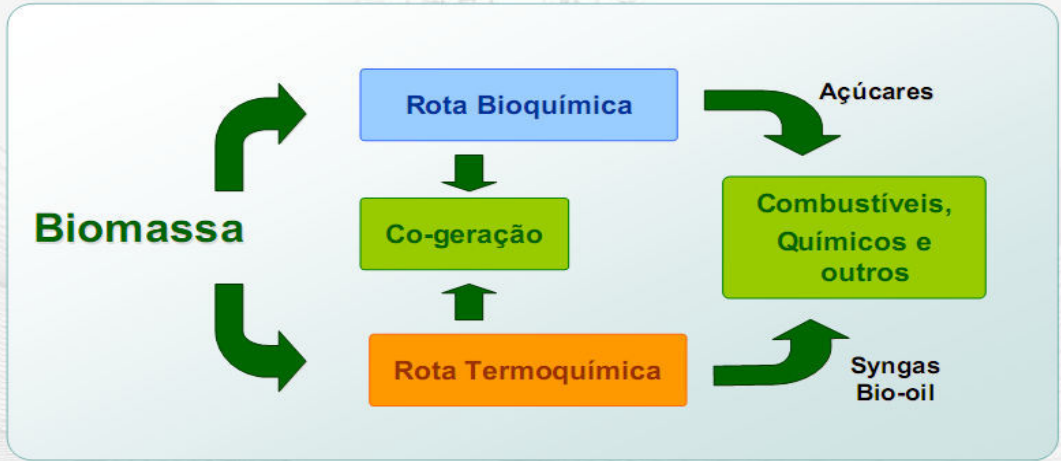 Biomassa
Rota Bioquímica
Açúcares
Co-geração
Combustíveis,
Químicos e
outros
Rota Termoquímica
Syngas
Bio-oil